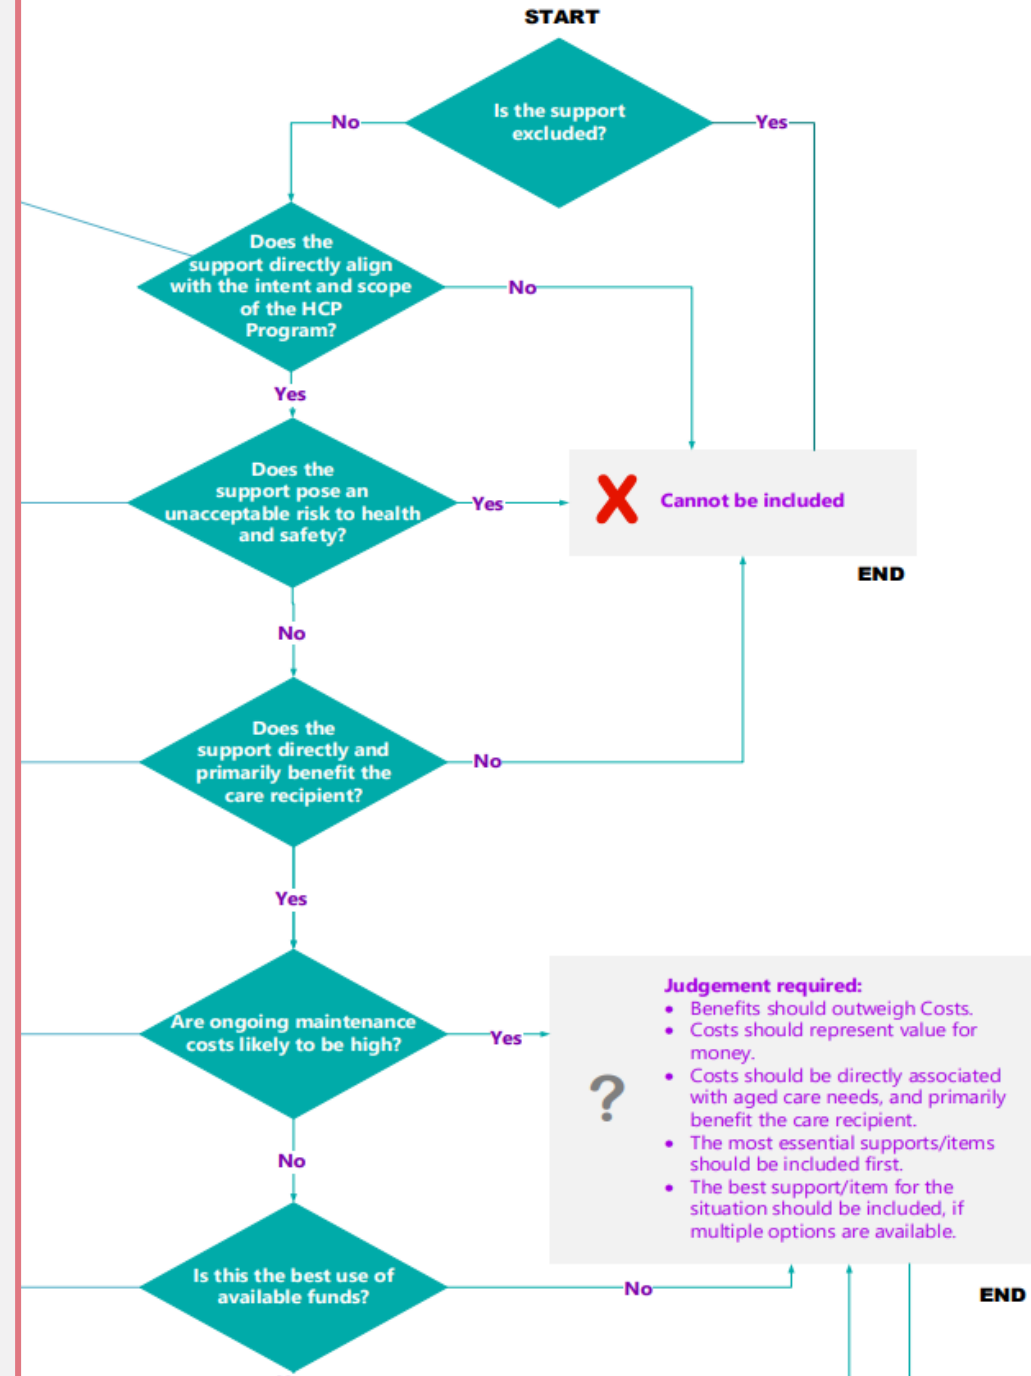 START
Is the support
excluded?
No
Yes
Does the
support directly align
with the intent and scope
of the HCP
Program?
No
Yes
Does the
support pose an
unacceptable risk to health
and safety?
Yes
X Cannot be included
END
No
Does the
support directly and
primarily benefit the
care recipient?
No
Yes
Are ongoing maintenance
costs likely to be high?
Yes
?
Judgement required:
• Benefits should outweigh Costs.
• Costs should represent value for
money.
• Costs should be directly associated
with aged care needs, and primarily
benefit the care recipient.
• The most essential supports/items
should be included first.
• The best support/item for the
situation should be included, if
multiple options are available.
No
Is this the best use of
available funds?
No
END